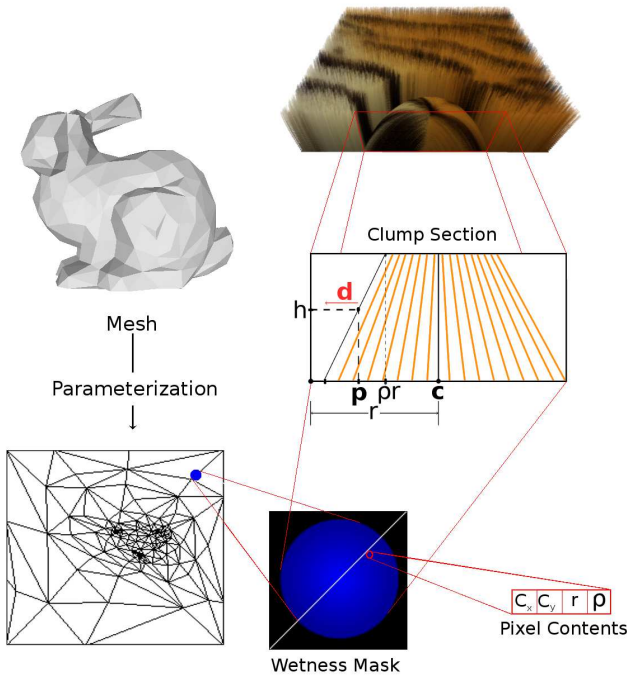 Clump Section
d
h
p ρr c
r
Mesh
Parameterization
Cx Cy r ρ
Pixel Contents
Wetness Mask